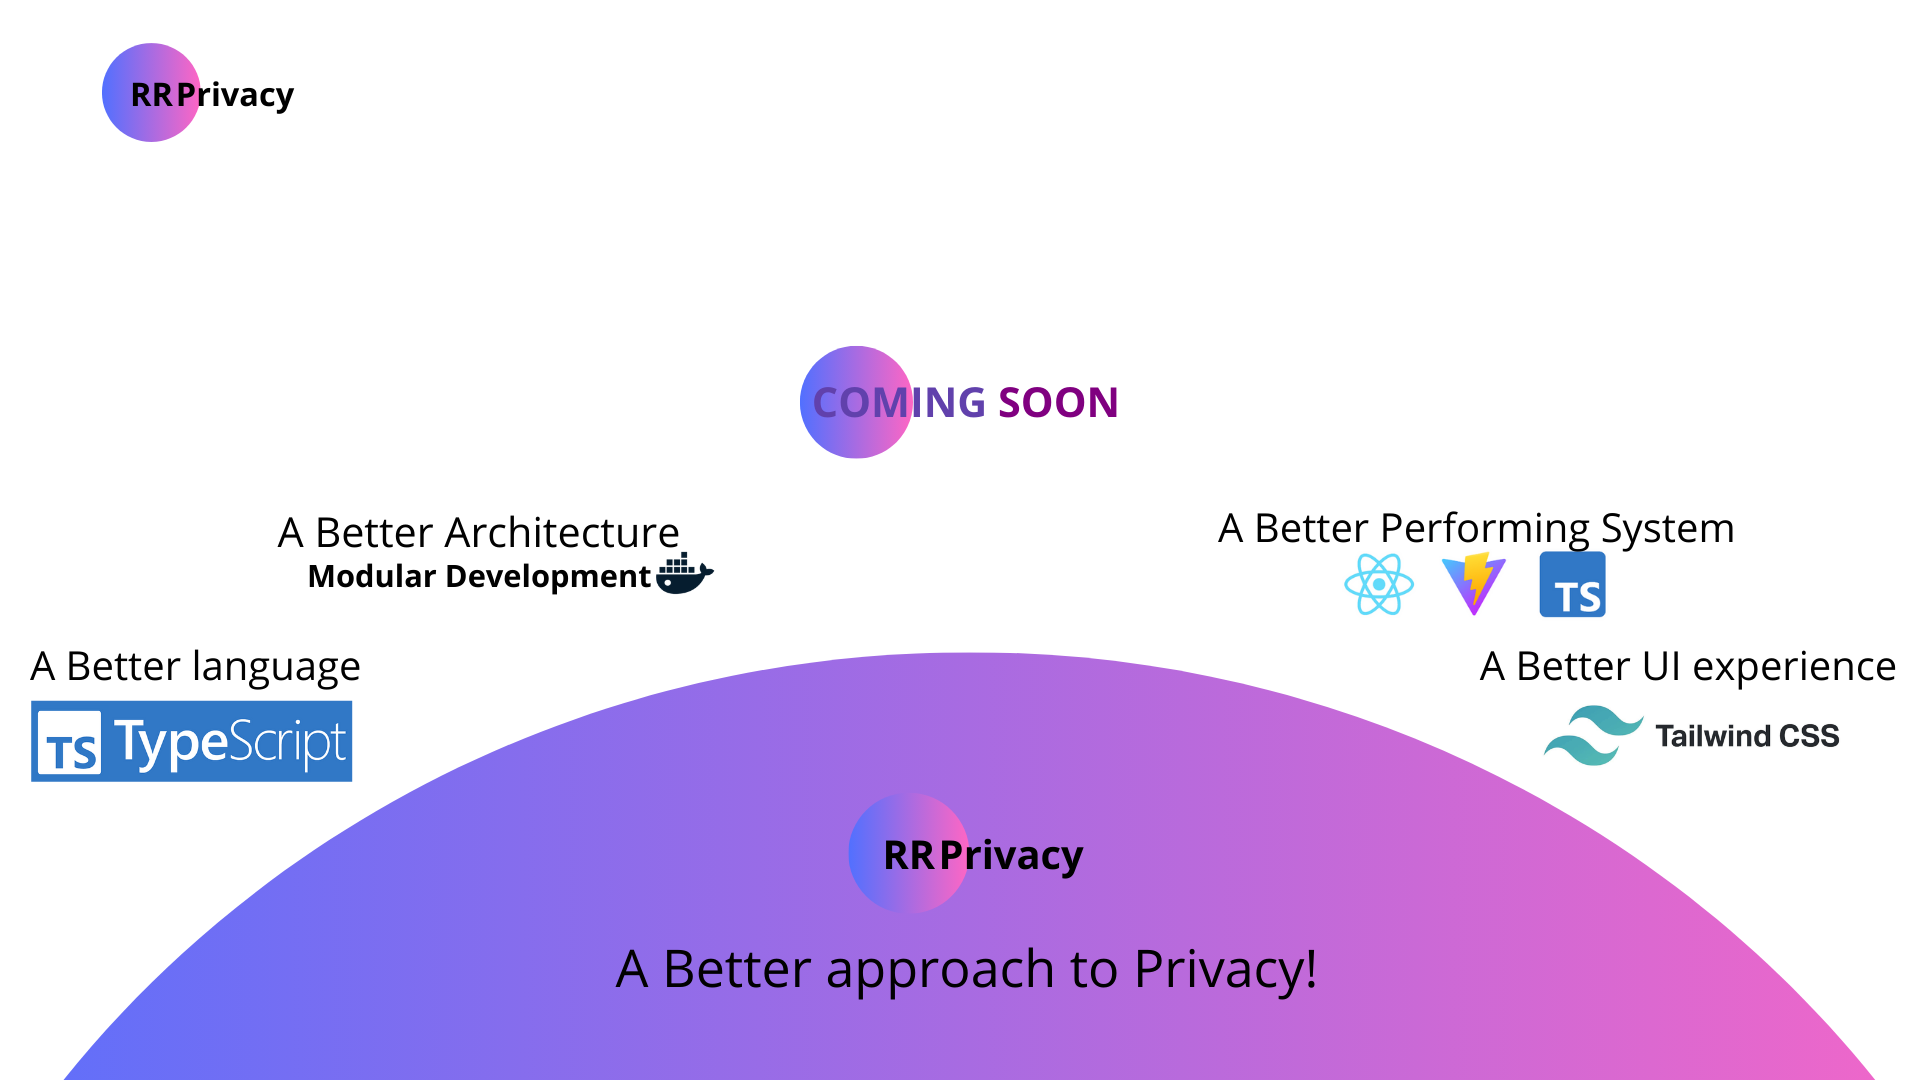 RRPrivacy
COMING SOON
A Better Architecture
Modular Development
A Better Performing System
TS
A Better language
TS TypeScript
A Better UI experience
Tailwind CSS
RRPrivacy
A Better approach to Privacy!